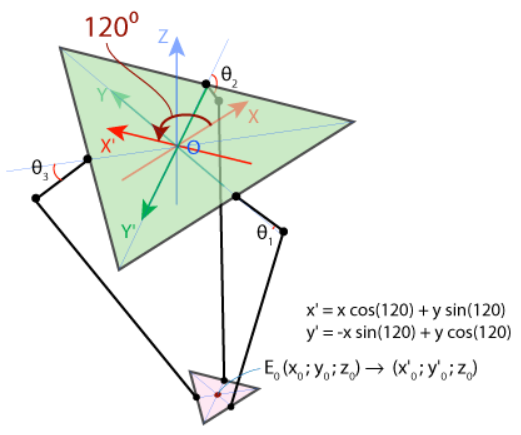 120⁰
Z
θ₂
Y
X
X'
O
θ₃
Y'
θ₁
x' = x cos(120) + y sin(120)
y' = -x sin(120) + y cos(120)
E₀ (x₀; y₀; z₀) → (x'₀; y'₀; z₀)